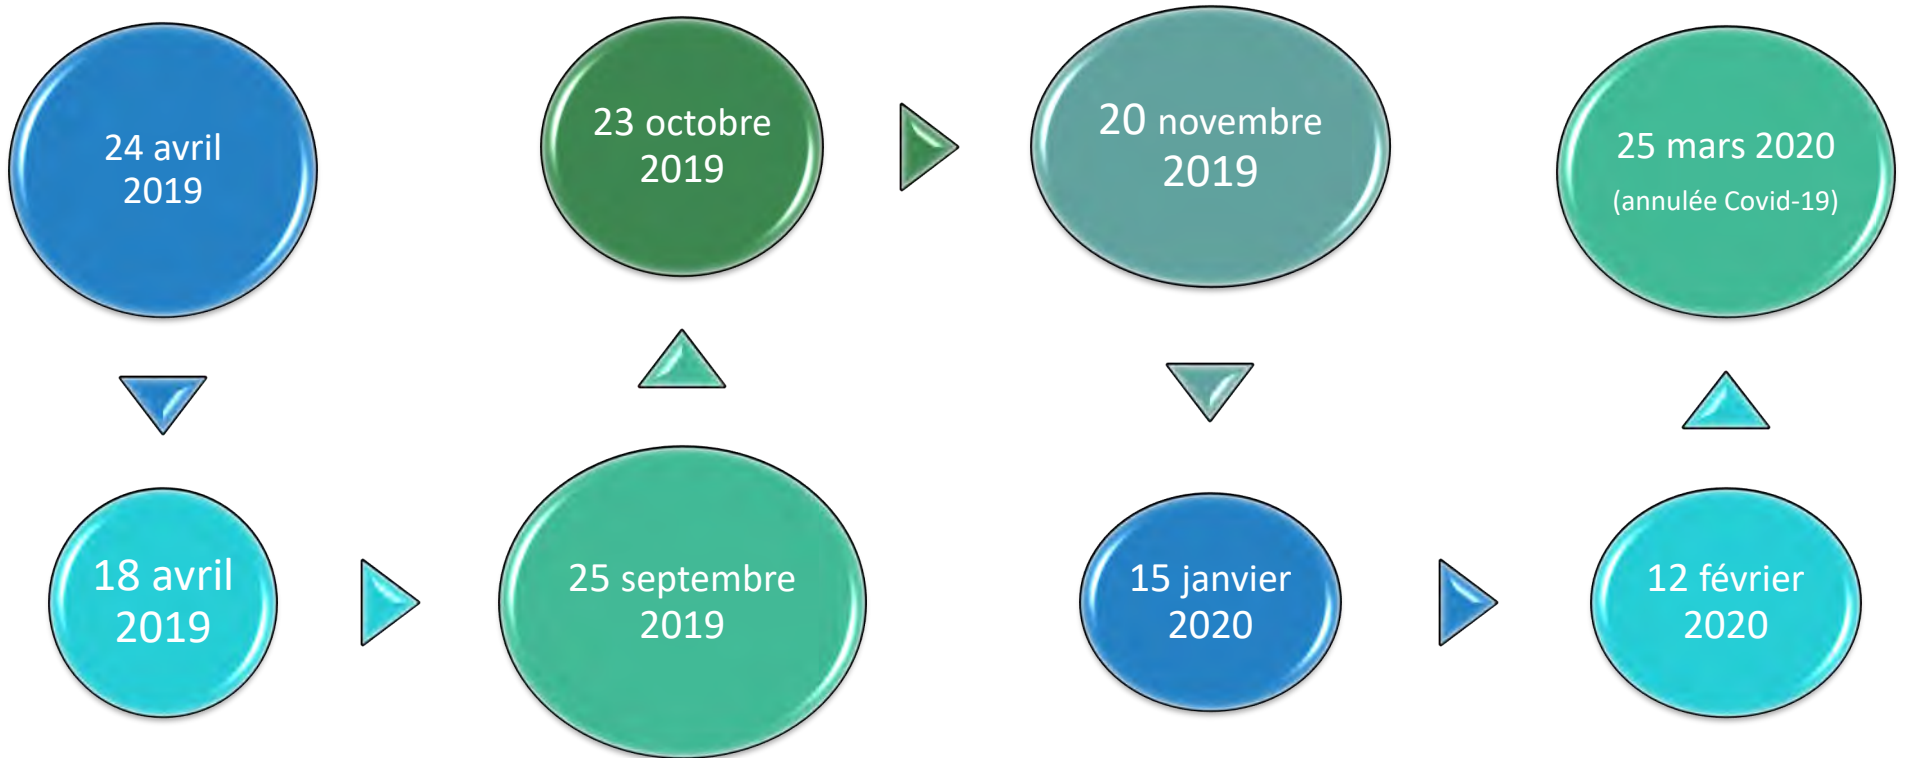 24 avril
2019
18 avril
2019
25 septembre
2019
23 octobre
2019
20 novembre
2019
15 janvier
2020
12 février
2020
25 mars 2020
(annulée Covid-19)